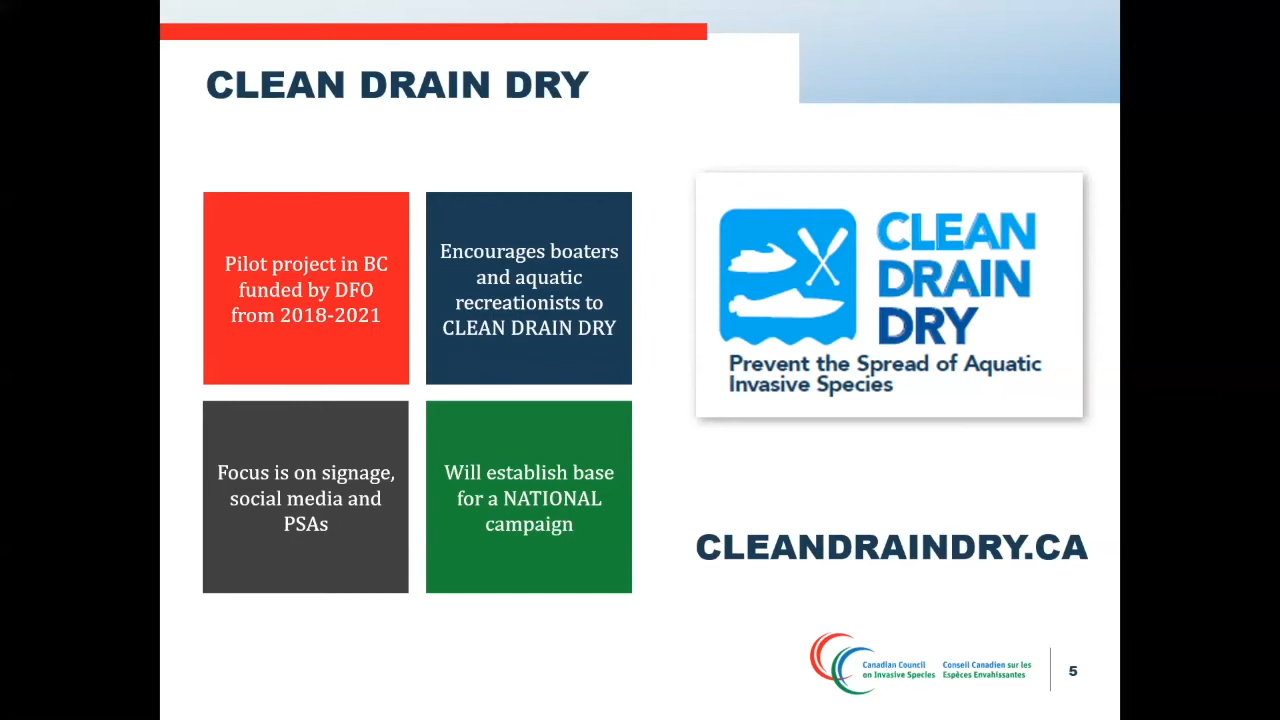 CLEAN DRAIN DRY
Pilot project in BC
funded by DFO
from 2018-2021
Encourages boaters
and aquatic
recreationists to
CLEAN DRAIN DRY
Focus is on signage,
social media and
PSAs
Will establish base
for a NATIONAL
campaign
CLEAN
DRAIN
DRY
Prevent the Spread of Aquatic
Invasive Species
CLEANDRAINDRY.CA
Canadian Council
on Invasive Species
Conseil Canadien sur les
Espèces Envahissantes
5